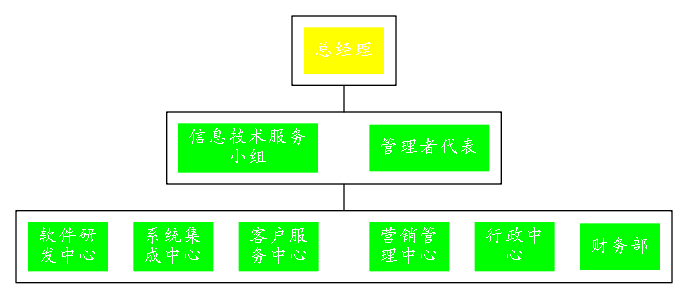 总经理
信息技术服务
小组
管理者代表
软件研
发中心
系统集
成中心
客户服
务中心
营销管
理中心
行政中
心
财务部